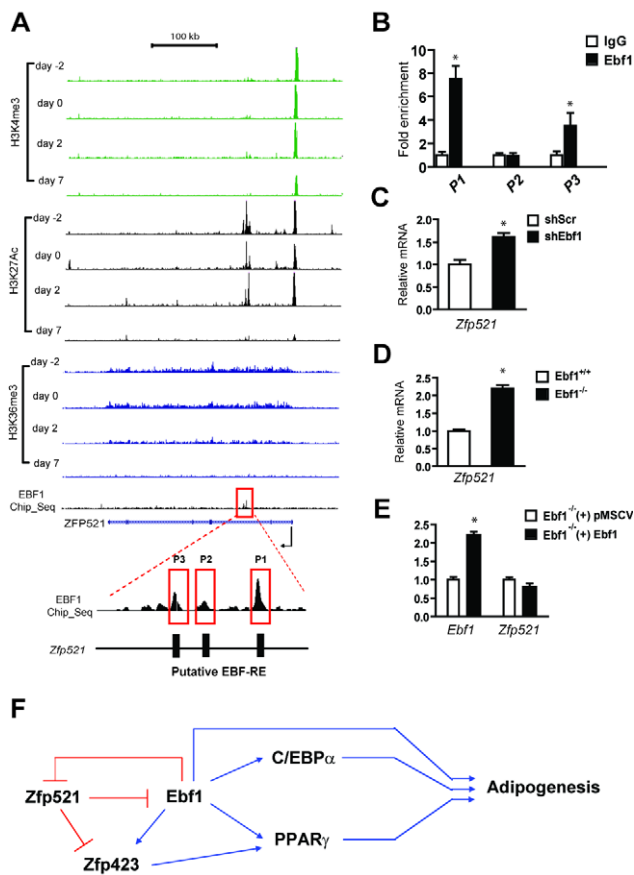 A
100 kb
H3K4me3
day -2
day 0
day 2
day 7
H3K27Ac
day -2
day 0
day 2
day 7
H3K36me3
day -2
day 0
day 2
day 7
EBF1
Chip_Seq
ZFP521
P3 P2 P1
EBF1
Chip_Seq
Zfp521
Putative EBF-RE
B
IgG
Ebf1
Fold enrichment
10
8
6
4
2
0
*
*
P1 P2 P3
C
shScr
shEbf1
Relative mRNA
2.0
1.5
1.0
0.5
0.0
*
Zfp521
D
Ebf1+/+
Ebf1-/-
Relative mRNA
2.5
2.0
1.5
1.0
0.5
0.0
*
Zfp521
E
Ebf1-/-(+) pMSCV
Ebf1-/-(+) Ebf1
2.5
2.0
1.5
1.0
0.5
0.0
*
Ebf1 Zfp521
F
C/EBPα
Zfp521 Ebf1 Adipogenesis
PPARγ
Zfp423